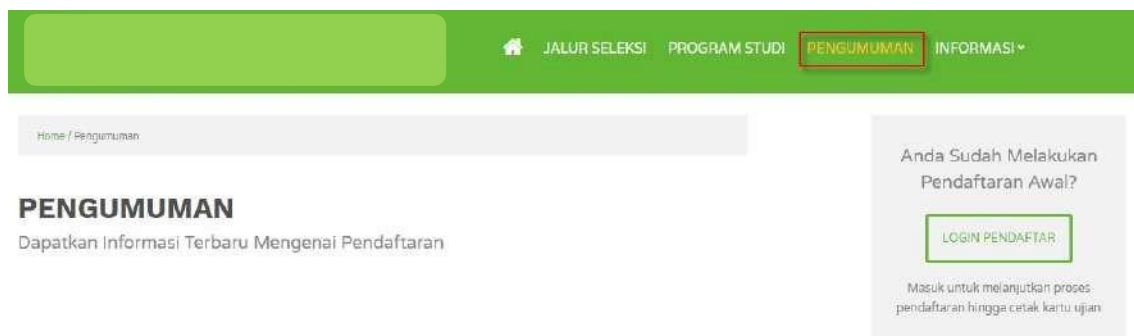 JALUR SELEKSI PROGRAM STUDI PENGUMUMAN INFORMASI
Home / Pengumuman
PENGUMUMAN
Dapatkan Informasi Terbaru Mengenai Pendaftaran
Anda Sudah Melakukan
Pendaftaran Awal?
LOGIN PENDAFTAR
Masuk untuk melanjutkan proses
pendaftaran hingga cetak kartu ujian